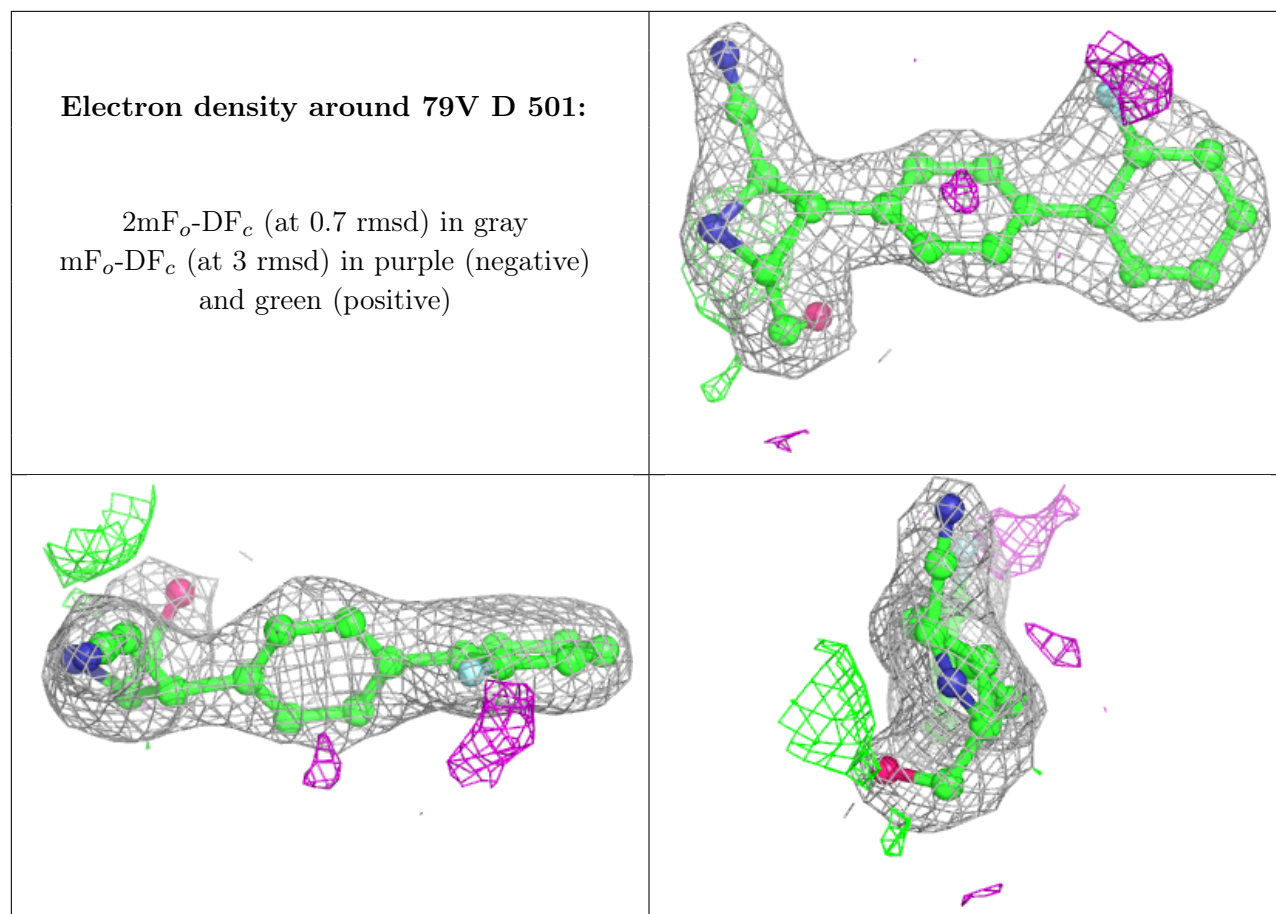 Electron density around 79V D 501:
2mFo-DFc (at 0.7 rmsd) in gray
mFo-DFc (at 3 rmsd) in purple (negative)
and green (positive)